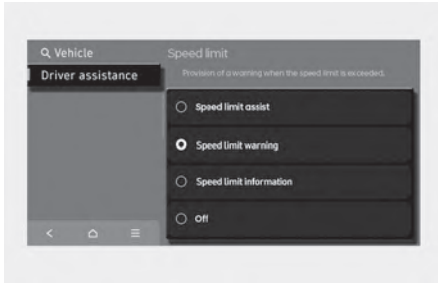 Vehicle
Speed limit
Driver assistance
Provision of a warning when the speed limit is exceeded.
Speed limit assist
Speed limit warning
Speed limit information
Off